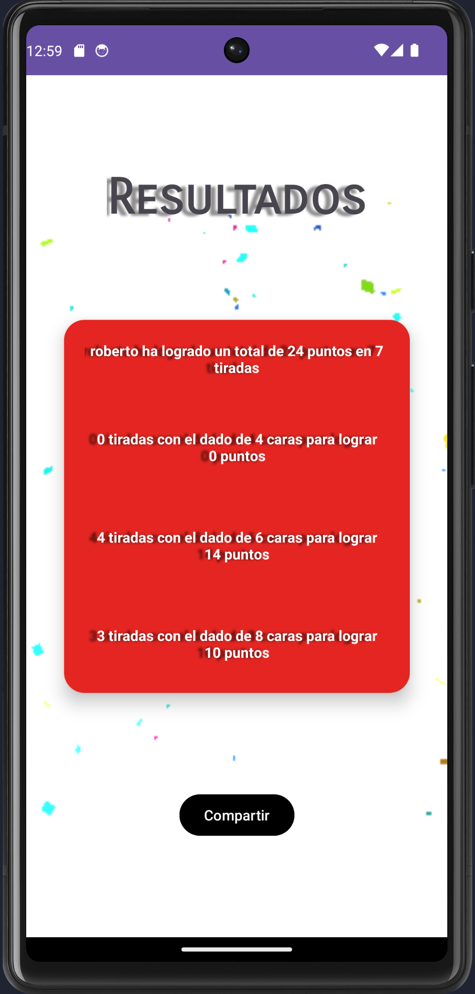 12:59
RESULTADOS
roberto ha logrado un total de 24 puntos en 7
tiradas
0 tiradas con el dado de 4 caras para lograr
0 puntos
4 tiradas con el dado de 6 caras para lograr
14 puntos
3 tiradas con el dado de 8 caras para lograr
10 puntos
Compartir